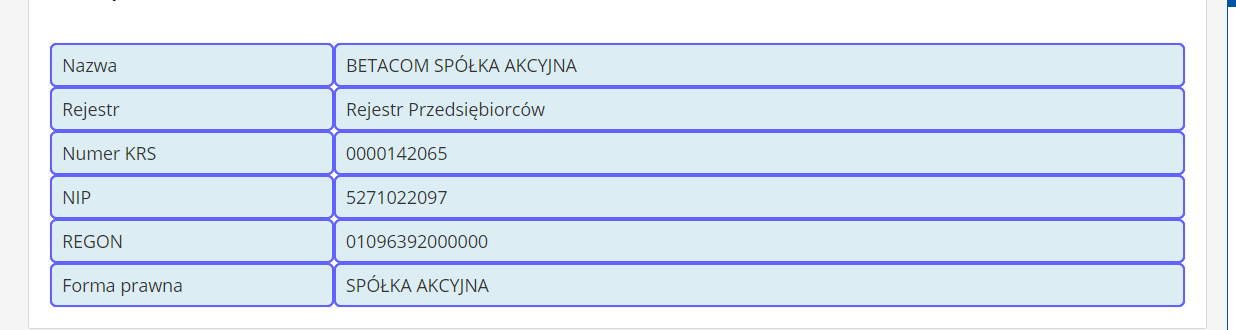 Nazwa BETACOM SPÓŁKA AKCYJNA
Rejestr Rejestr Przedsiębiorców
Numer KRS 0000142065
NIP 5271022097
REGON 01096392000000
Forma prawna SPÓŁKA AKCYJNA